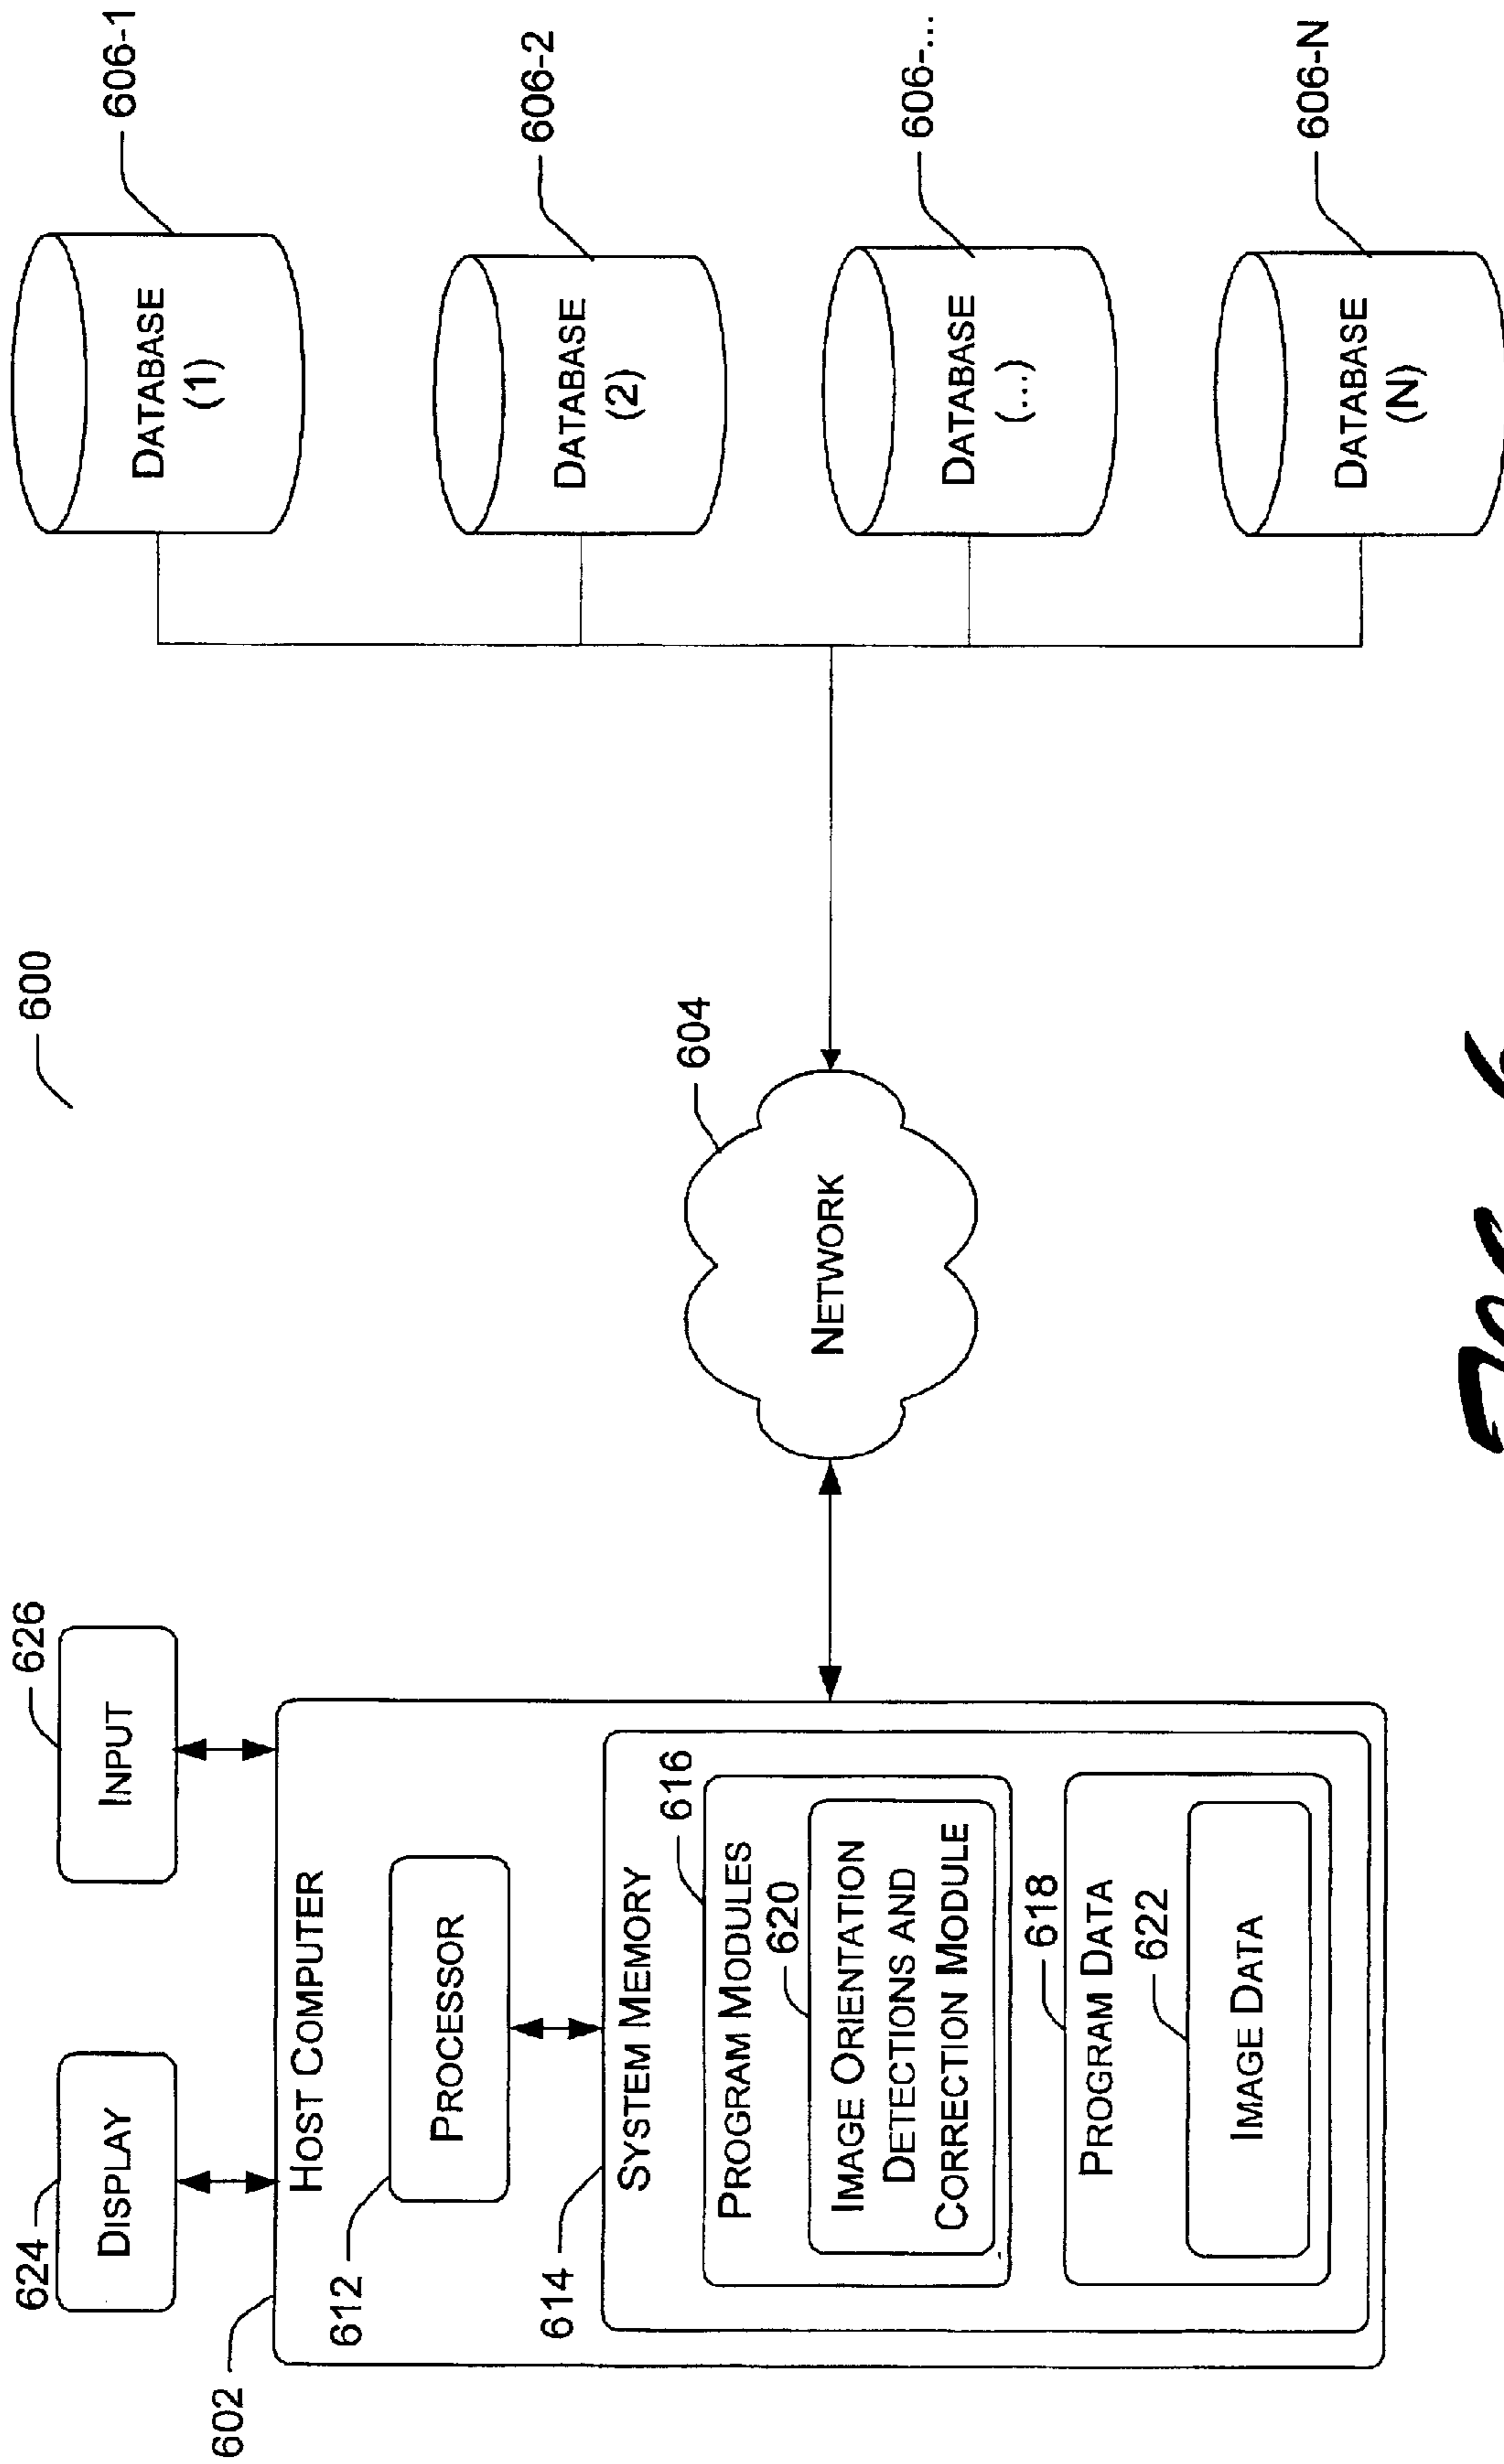 600
624
DISPLAY
626
INPUT
602
HOST COMPUTER
612
PROCESSOR
614
SYSTEM MEMORY
616
PROGRAM MODULES
620
IMAGE ORIENTATION
DETECTIONS AND
CORRECTION MODULE
618
PROGRAM DATA
622
IMAGE DATA
604
NETWORK
606-1
DATABASE
(1)
606-2
DATABASE
(2)
606-...
DATABASE
(...)
606-N
DATABASE
(N)